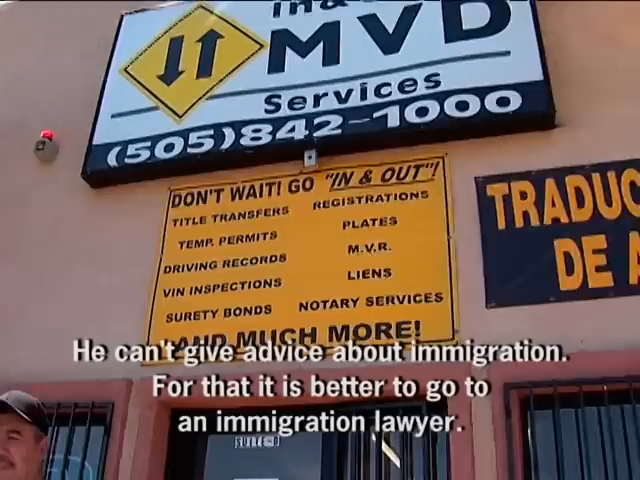 in & 
MVD
Services
(505)842-1000
DON'T WAIT! GO "IN & OUT"!
TITLE TRANSFERS
TEMP. PERMITS
DRIVING RECORDS
VIN INSPECTIONS
SURETY BONDS
REGISTRATIONS
PLATES
M.V.R.
LIENS
NOTARY SERVICES
AND MUCH MORE!
TRADUC
DE A
He can't give advice about immigration.
For that it is better to go to
an immigration lawyer.